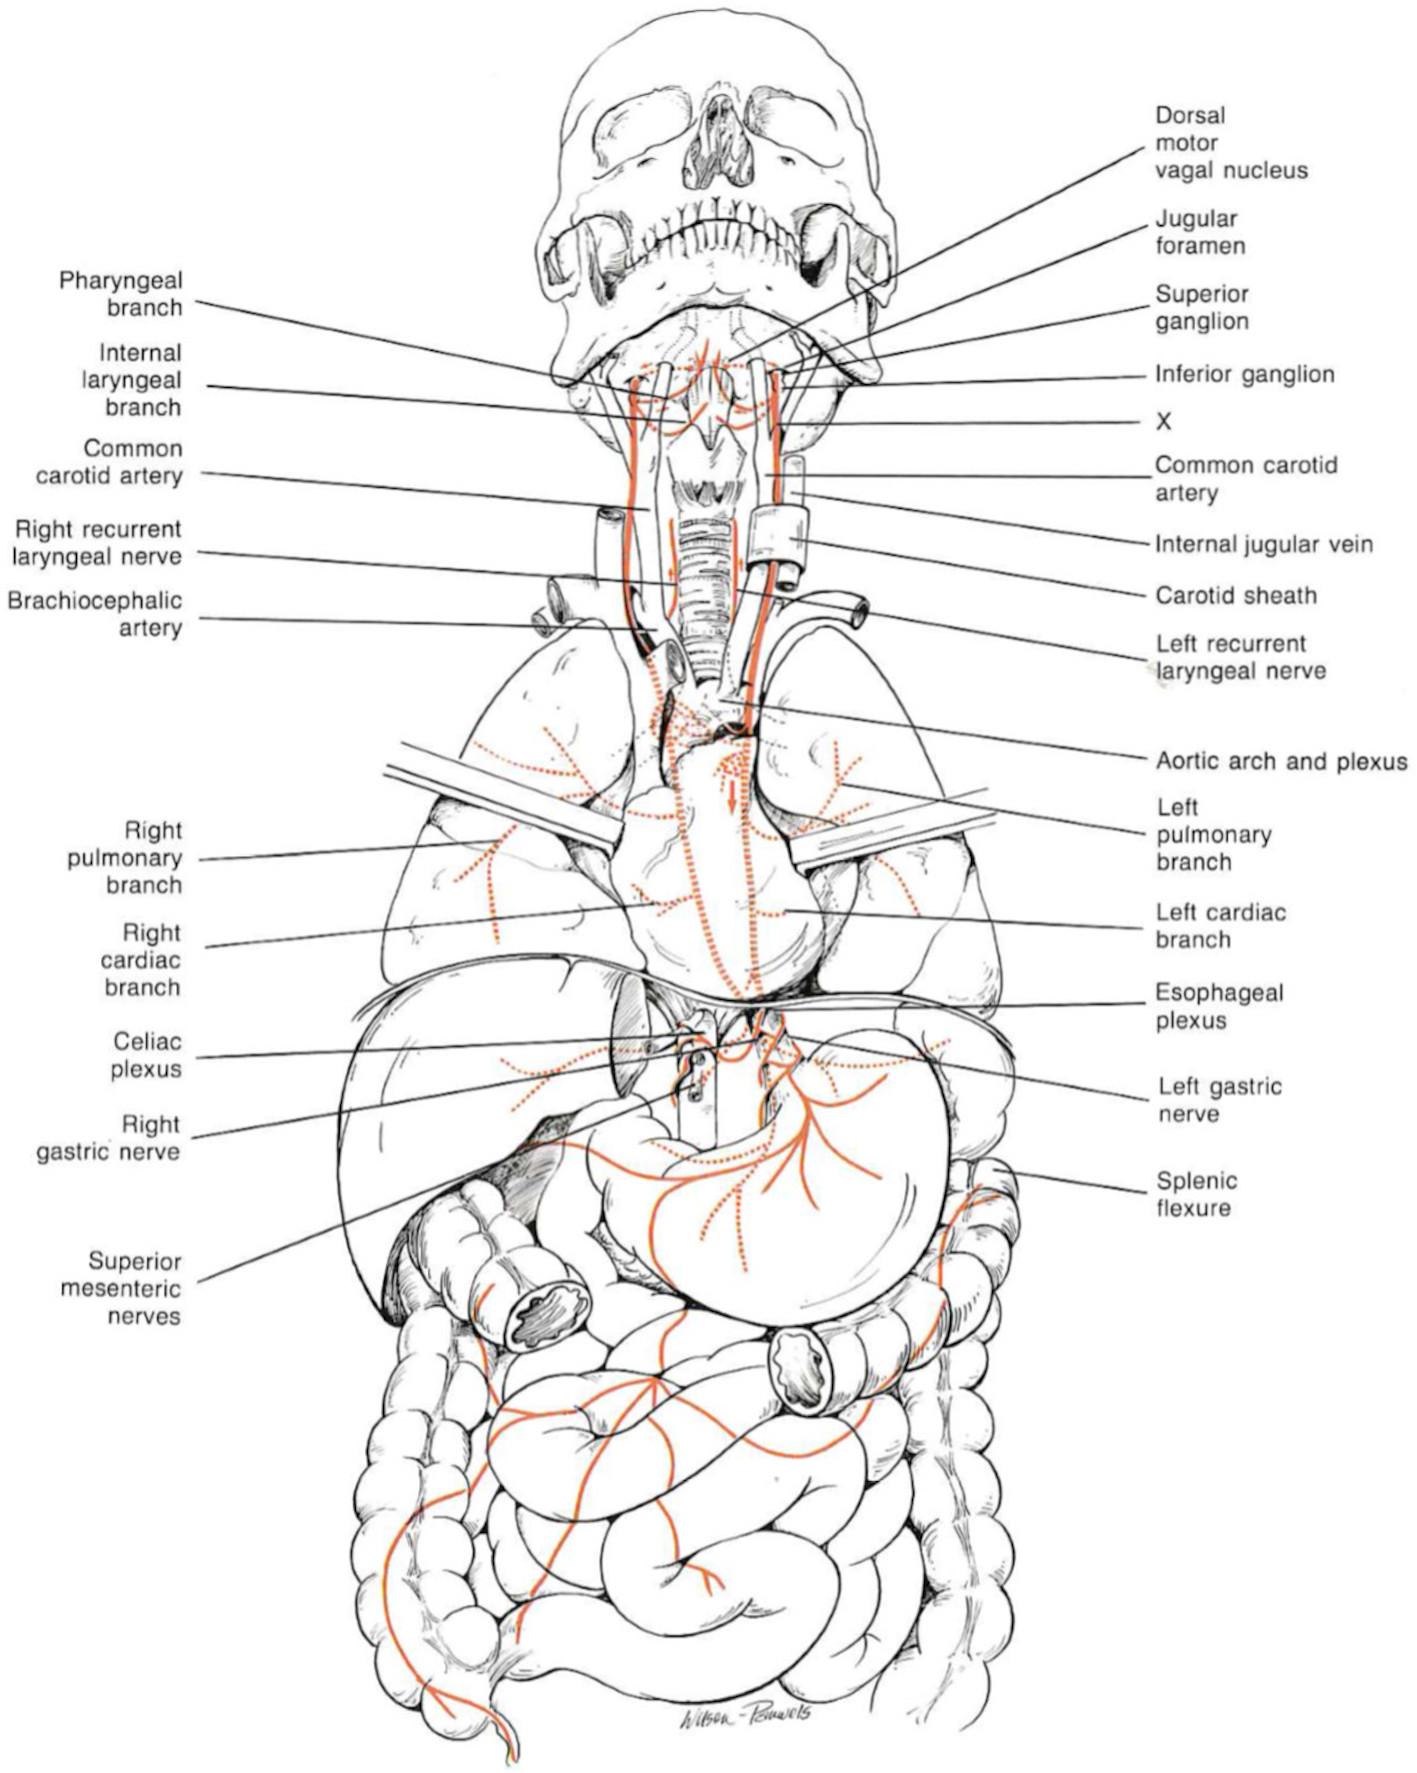 Dorsal
motor
vagal nucleus
Jugular
foramen
Superior
ganglion
Inferior ganglion
X
Common carotid
artery
Internal jugular vein
Carotid sheath
Left recurrent
laryngeal nerve
Aortic arch and plexus
Left
pulmonary
branch
Left cardiac
branch
Esophageal
plexus
Left gastric
nerve
Splenic
flexure
Pharyngeal
branch
Internal
laryngeal
branch
Common
carotid artery
Right recurrent
laryngeal nerve
Brachiocephalic
artery
Right
pulmonary
branch
Right
cardiac
branch
Celiac
plexus
Right
gastric nerve
Superior
mesenteric
nerves
Wilson-Pauwels